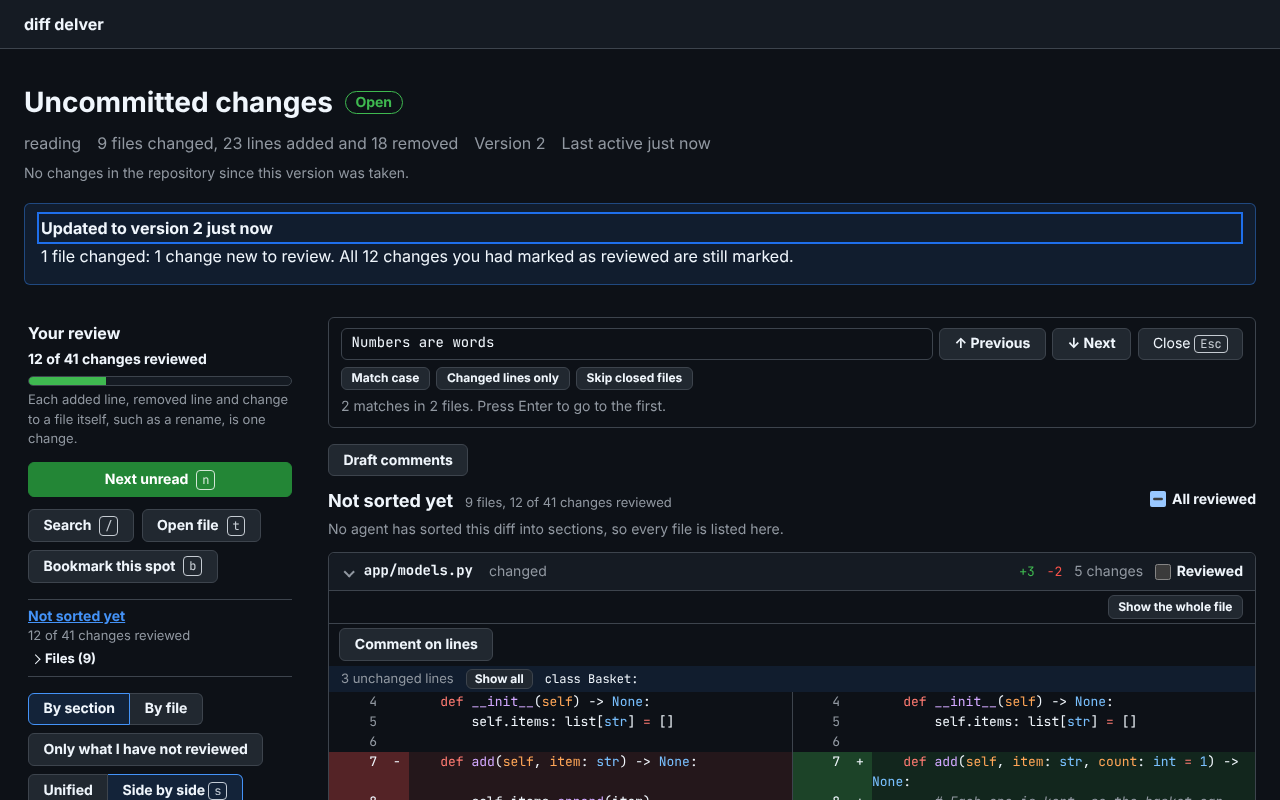 diff delver
Uncommitted changes Open
reading 9 files changed, 23 lines added and 18 removed Version 2 Last active just now
No changes in the repository since this version was taken.
Updated to version 2 just now
1 file changed: 1 change new to review. All 12 changes you had marked as reviewed are still marked.
Your review
12 of 41 changes reviewed
Each added line, removed line and change
to a file itself, such as a rename, is one
change.
Next unread n
Search / Open file t
Bookmark this spot b
Not sorted yet
12 of 41 changes reviewed
Files (9)
By section By file
Only what I have not reviewed
Unified Side by side s
Numbers are words ↑ Previous ↓ Next Close Esc
Match case Changed lines only Skip closed files
2 matches in 2 files. Press Enter to go to the first.
Draft comments
Not sorted yet 9 files, 12 of 41 changes reviewed All reviewed
No agent has sorted this diff into sections, so every file is listed here.
app/models.py changed +3 -2 5 changes Reviewed
Show the whole file
Comment on lines
3 unchanged lines Show all class Basket:
4 def __init__(self) -> None: 4 def __init__(self) -> None:
5 self.items: list[str] = [] 5 self.items: list[str] = []
6 6
7 - def add(self, item: str) -> None: 7 + def add(self, item: str, count: int = 1) ->
None: